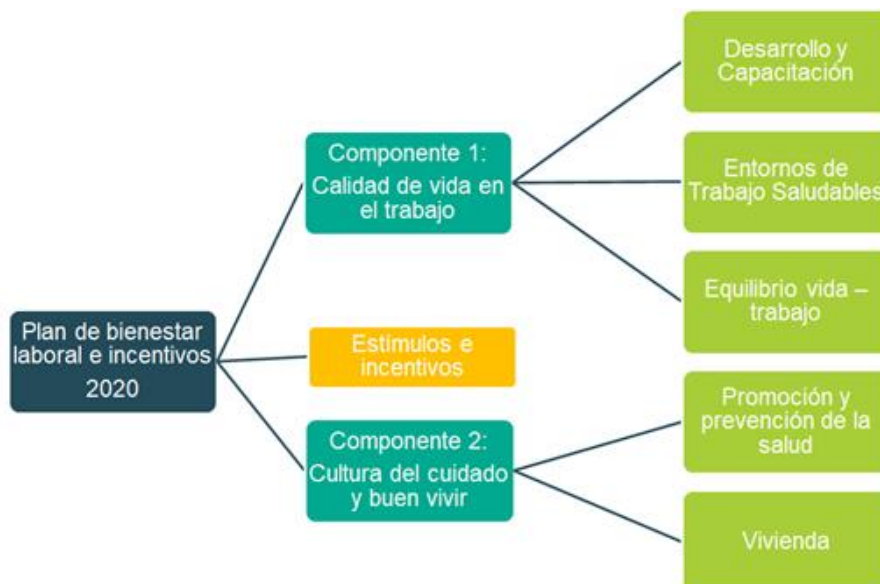 Plan de bienestar
laboral e incentivos
2020
Componente 1:
Calidad de vida en
el trabajo
Estímulos e
incentivos
Componente 2:
Cultura del cuidado
y buen vivir
Desarrollo y
Capacitación
Entornos de
Trabajo Saludables
Equilibrio vida –
trabajo
Promoción y
prevención de la
salud
Vivienda